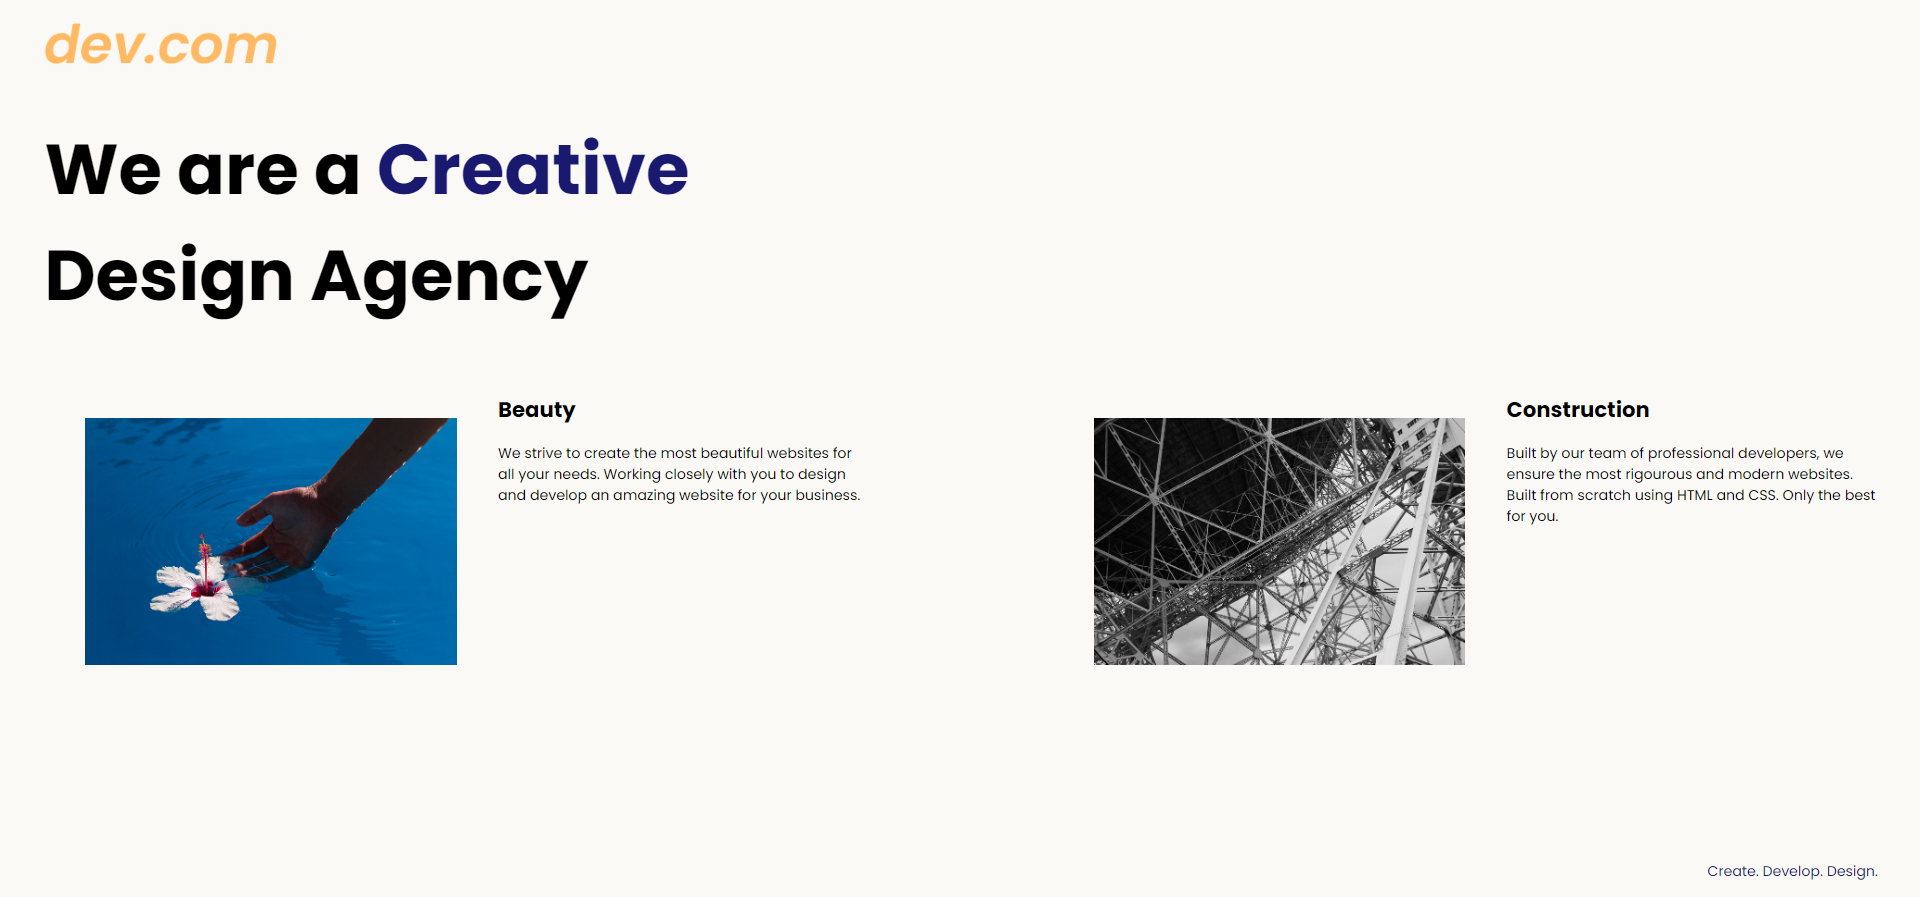 dev.com
We are a Creative
Design Agency
Beauty
We strive to create the most beautiful websites for
all your needs. Working closely with you to design
and develop an amazing website for your business.
Construction
Built by our team of professional developers, we
ensure the most rigourous and modern websites.
Built from scratch using HTML and CSS. Only the best
for you.
Create. Develop. Design.